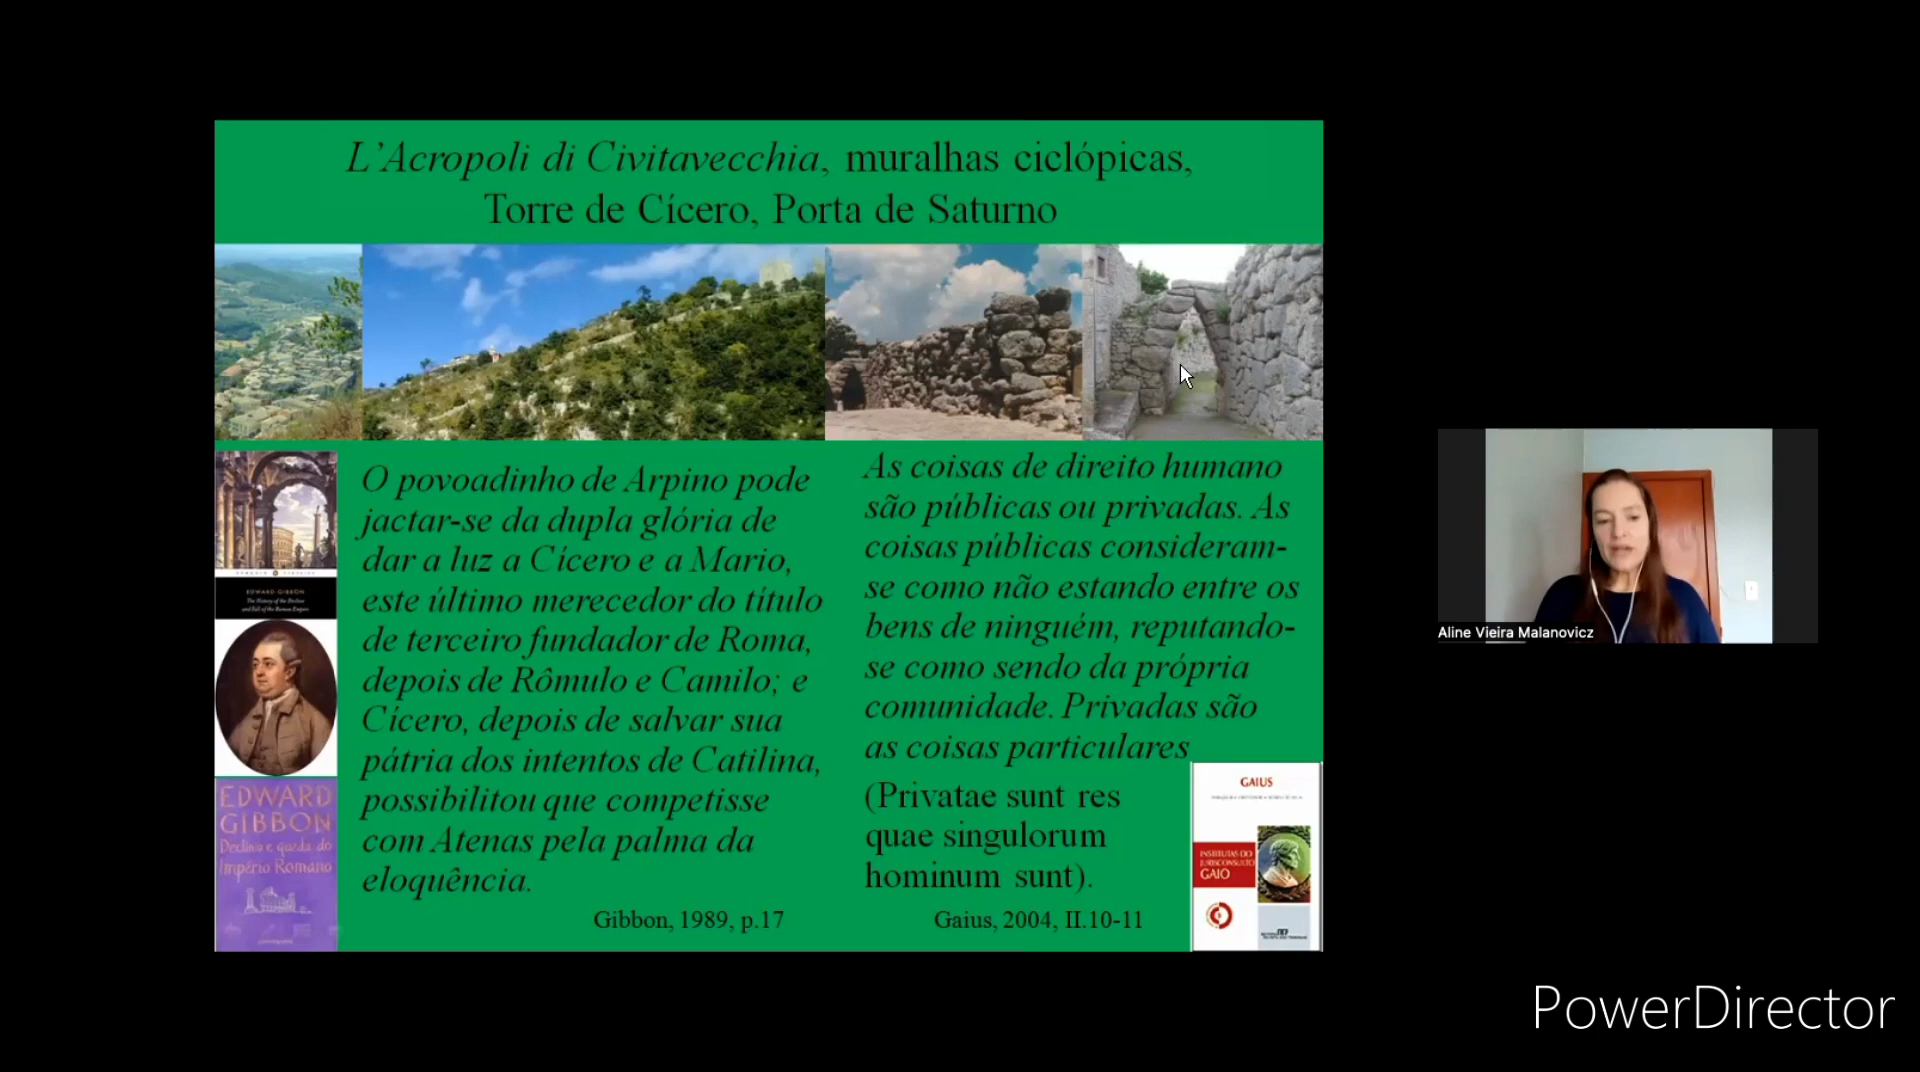 L'Acropoli di Civitavecchia, muralhas ciclópicas,
Torre de Cícero, Porta de Saturno
O povoadinho de Arpino pode
jactar-se da dupla glória de
dar a luz a Cícero e a Mario,
este último merecedor do título
de terceiro fundador de Roma,
depois de Rômulo e Camilo; e
Cícero, depois de salvar sua
pátria dos intentos de Catilina,
possibilitou que competisse
com Atenas pela palma da
eloquência.
Gibbon, 1989, p.17
As coisas de direito humano
são públicas ou privadas. As
coisas públicas consideram-
se como não estando entre os
bens de ninguém, reputando-
se como sendo da própria
comunidade. Privadas são
as coisas particulares
(Privatae sunt res
quae singulorum
hominum sunt).
Gaius, 2004, II.10-11
EDWARD GIBBON
The History of the Decline
and Fall of the Roman Empire
EDWARD
GIBBON
Declínio e queda do
Império Romano
GAIUS
INSTITUTAS DO
JURISCONSULTO
GAIO
Aline Vieira Malanovicz
PowerDirector